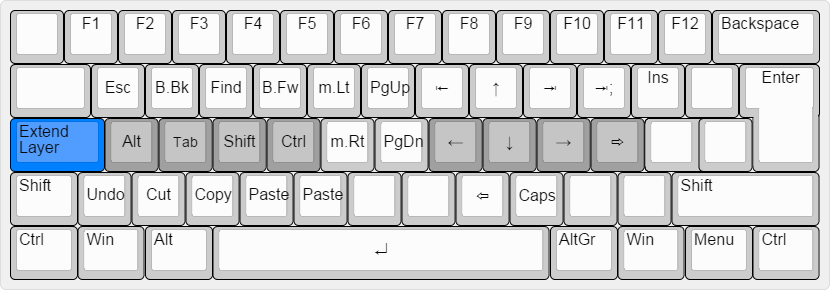 F1 F2 F3 F4 F5 F6 F7 F8 F9 F10 F11 F12 Backspace
Esc B.Bk Find B.Fw m.Lt PgUp ⇤ ↑ ⇥ ⇥; Ins Enter
Extend
Layer
Alt Tab Shift Ctrl m.Rt PgDn ← ↓ → ⇨
Shift Undo Cut Copy Paste Paste ⇦ Caps Shift
Ctrl Win Alt ↵ AltGr Win Menu Ctrl